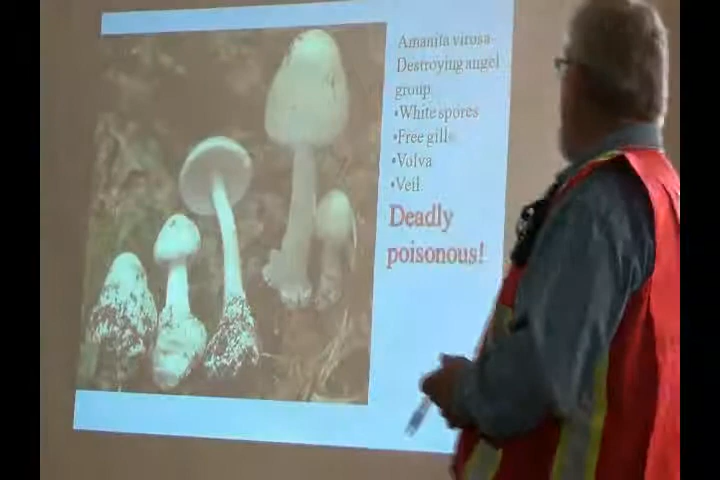 Amanita virosa-
Destroying angel
group
•White spores
•Free gills
•Volva
•Veil
Deadly
poisonous!